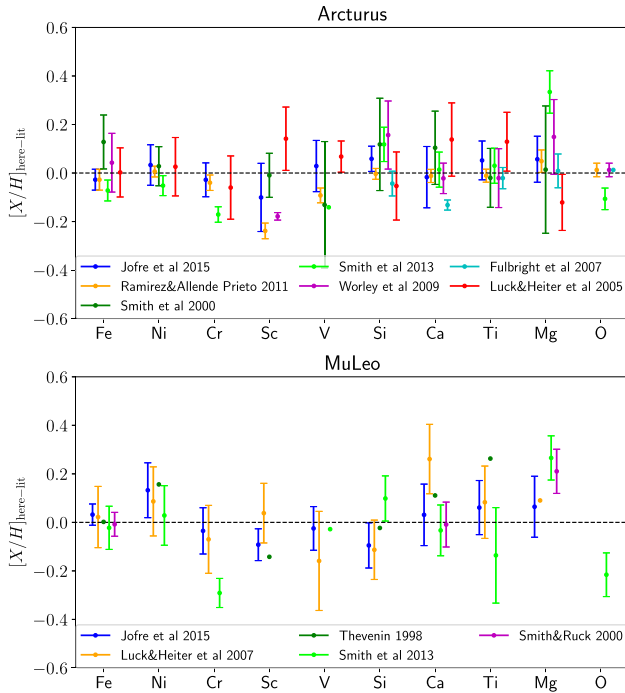 Arcturus
0.6
0.4
0.2
0.0
−0.2
−0.4
−0.6
[X/H]here−lit
Jofre et al 2015
Ramirez&Allende Prieto 2011
Smith et al 2000
Smith et al 2013
Worley et al 2009
Fulbright et al 2007
Luck&Heiter et al 2005
Fe Ni Cr Sc V Si Ca Ti Mg O
MuLeo
0.6
0.4
0.2
0.0
−0.2
−0.4
−0.6
[X/H]here−lit
Jofre et al 2015
Luck&Heiter et al 2007
Thevenin 1998
Smith et al 2013
Smith&Ruck 2000
Fe Ni Cr Sc V Si Ca Ti Mg O